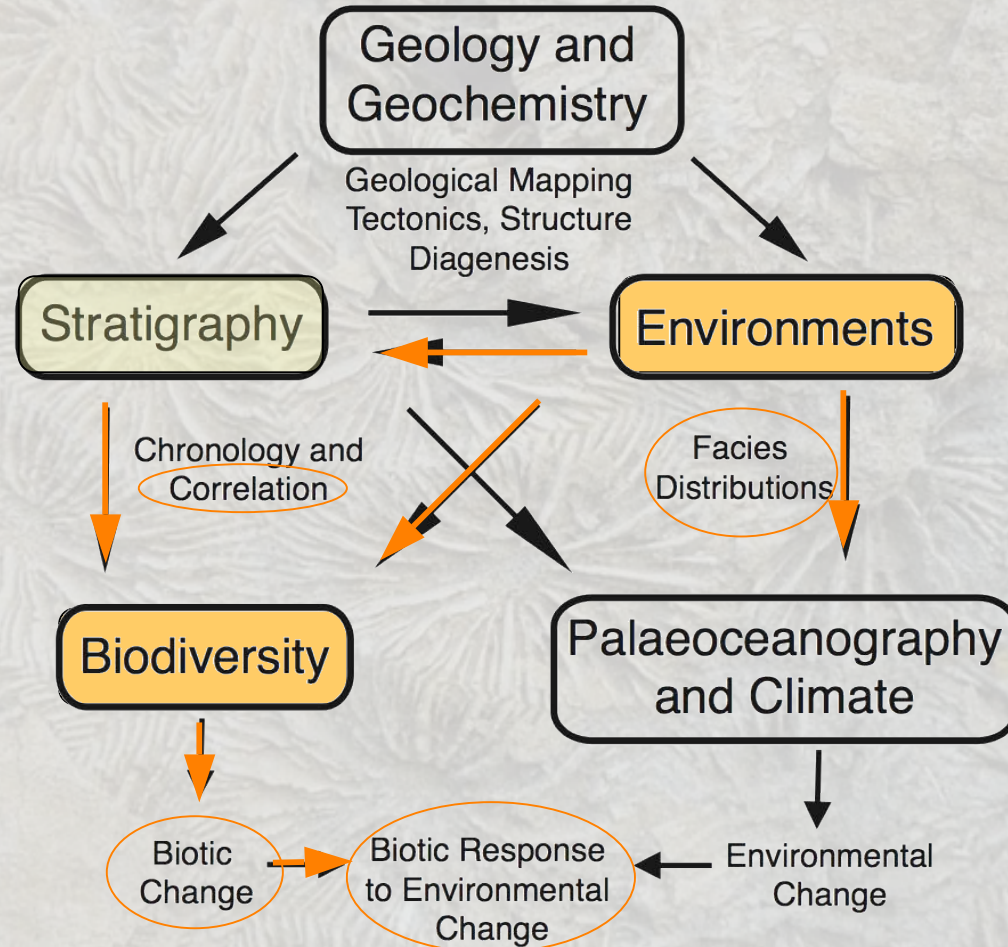 Geology and
Geochemistry
Geological Mapping
Tectonics, Structure
Diagenesis
Stratigraphy
Environments
Chronology and
Correlation
Facies
Distributions
Biodiversity
Palaeoceanography
and Climate
Biotic
Change
Biotic Response
to Environmental
Change
Environmental
Change